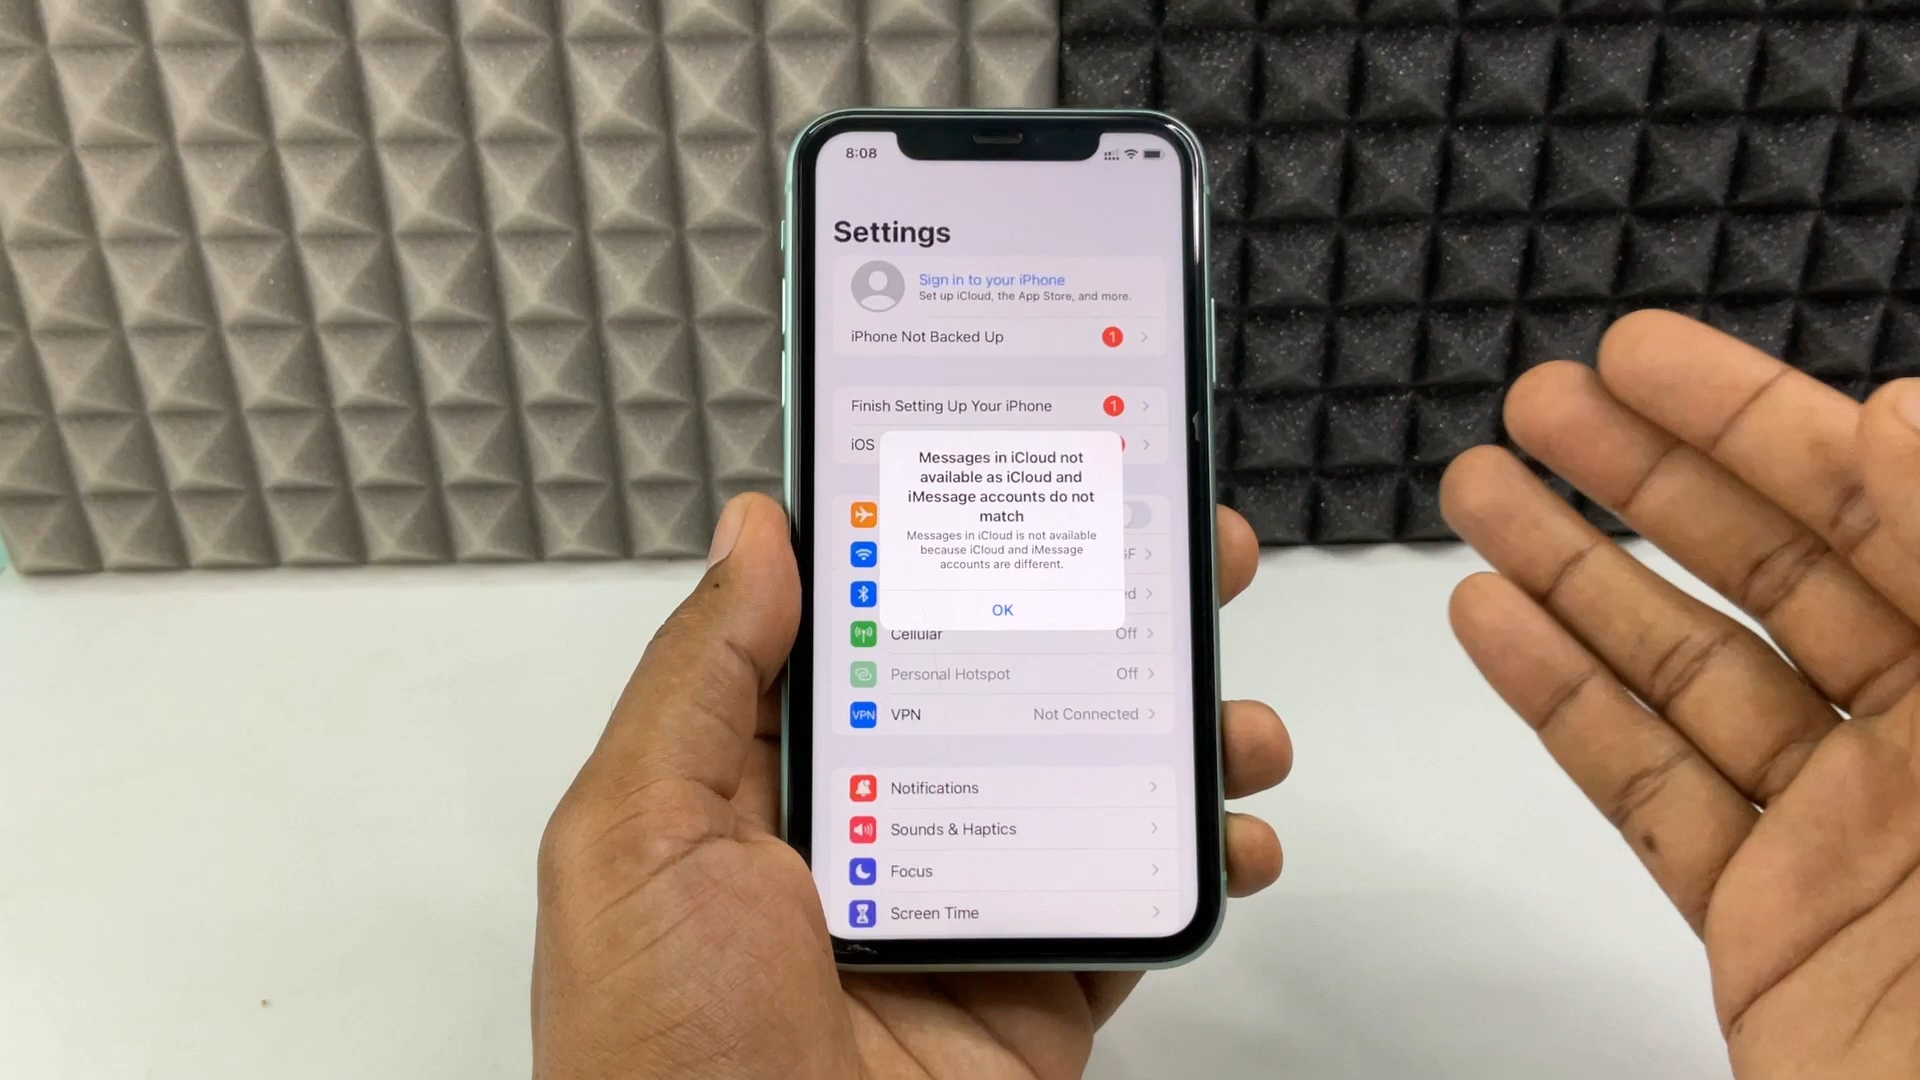 8:08
Settings
Sign in to your iPhone
Set up iCloud, the App Store, and more.
iPhone Not Backed Up 1
Finish Setting Up Your iPhone 1
iOS
Messages in iCloud not
available as iCloud and
iMessage accounts do not
match
Messages in iCloud is not available
because iCloud and iMessage
accounts are different.
OK
Cellular Off
Personal Hotspot Off
VPN VPN Not Connected
Notifications
Sounds & Haptics
Focus
Screen Time